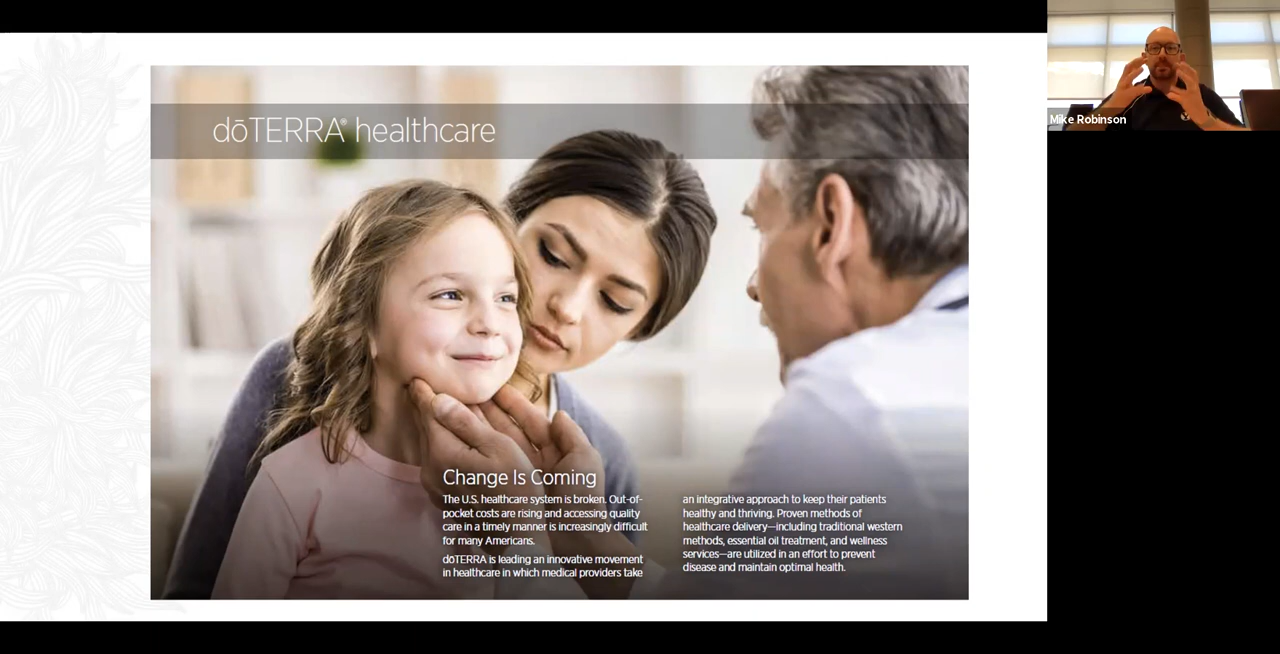 dōTERRA® healthcare
Mike Robinson
Change Is Coming
The U.S. healthcare system is broken. Out-of-
pocket costs are rising and accessing quality
care in a timely manner is increasingly difficult
for many Americans.
dōTERRA is leading an innovative movement
in healthcare in which medical providers take
an integrative approach to keep their patients
healthy and thriving. Proven methods of
healthcare delivery—including traditional western
methods, essential oil treatment, and wellness
services—are utilized in an effort to prevent
disease and maintain optimal health.